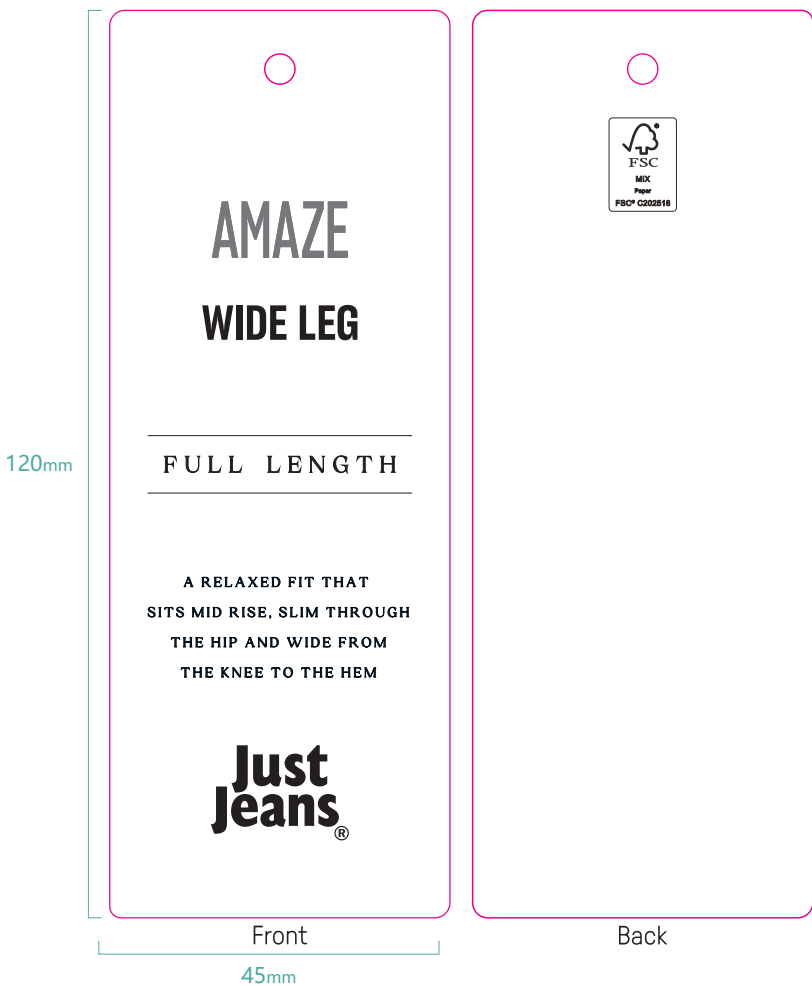 AMAZE
WIDE LEG
FULL LENGTH
A RELAXED FIT THAT
SITS MID RISE, SLIM THROUGH
THE HIP AND WIDE FROM
THE KNEE TO THE HEM
Just
Jeans®
FSC
MIX
Paper
FSC® C202516
120mm
Front
Back
45mm